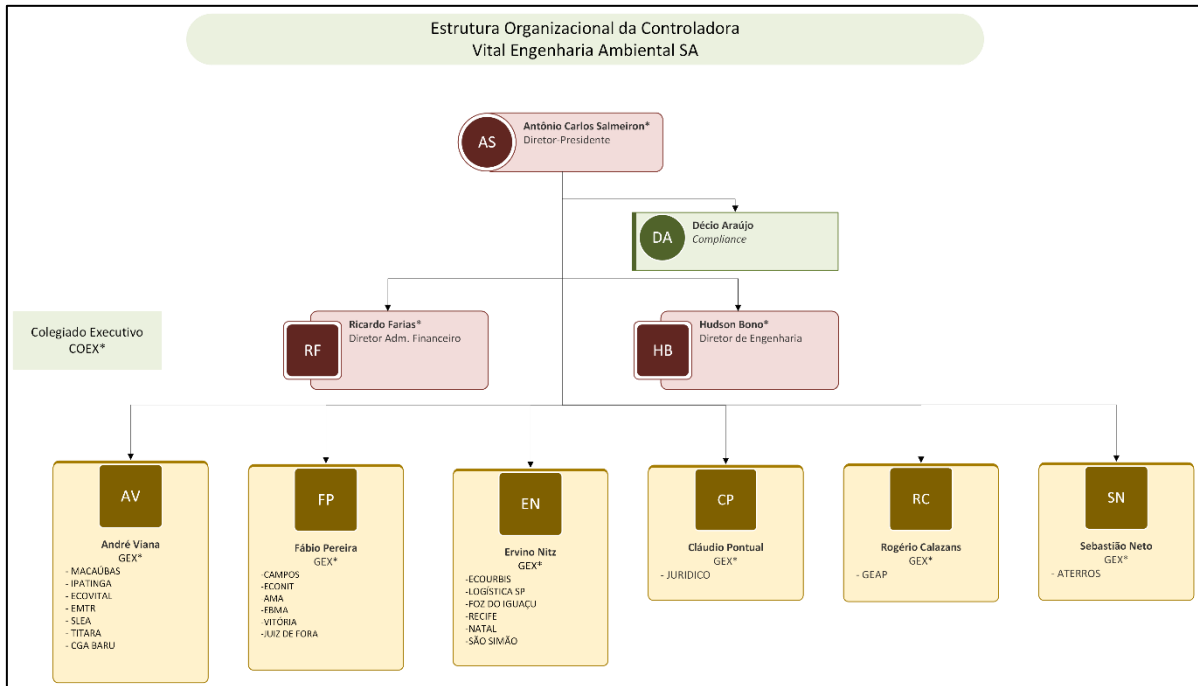 Estrutura Organizacional da Controladora
Vital Engenharia Ambiental SA
AS
Antônio Carlos Salmeiron*
Diretor-Presidente
DA
Décio Araújo
Compliance
Colegiado Executivo
COEX*
RF
Ricardo Farias*
Diretor Adm. Financeiro
HB
Hudson Bono*
Diretor de Engenharia
AV
André Viana
GEX*
- MACAÚBAS
- IPATINGA
- ECOVITAL
- EMTR
- SLEA
- TITARA
- CGA BARU
FP
Fábio Pereira
GEX*
-CAMPOS
-ECONIT
-AMA
-EBMA
-VITÓRIA
-JUIZ DE FORA
EN
Ervino Nitz
GEX*
-ECOURBIS
-LOGÍSTICA SP
-FOZ DO IGUAÇU
-RECIFE
-NATAL
-SÃO SIMÃO
CP
Cláudio Pontual
GEX*
- JURIDICO
RC
Rogério Calazans
GEX*
- GEAP
SN
Sebastião Neto
GEX*
- ATERROS